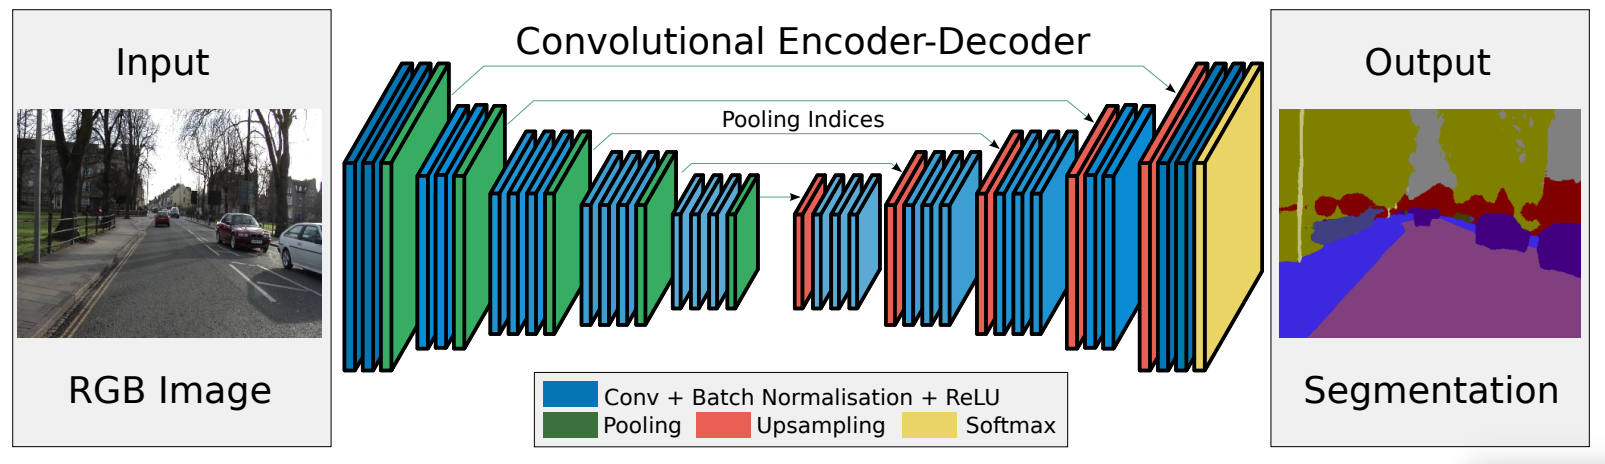 Input
RGB Image
Convolutional Encoder-Decoder
Pooling Indices
Conv + Batch Normalisation + ReLU
Pooling Upsampling Softmax
Output
Segmentation